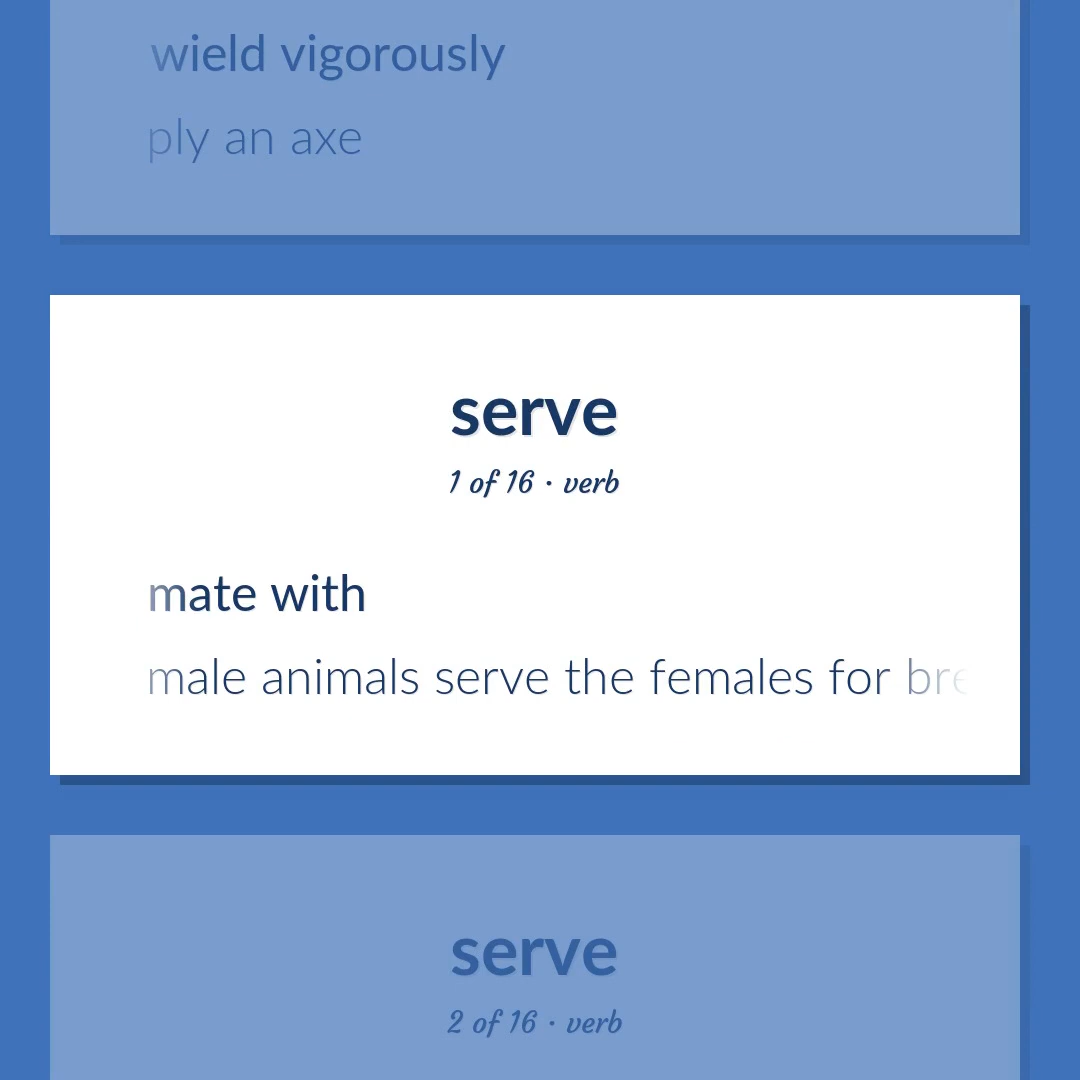 wield vigorously
ply an axe
serve
1 of 16 · verb
mate with
male animals serve the females for bre
serve
2 of 16 · verb